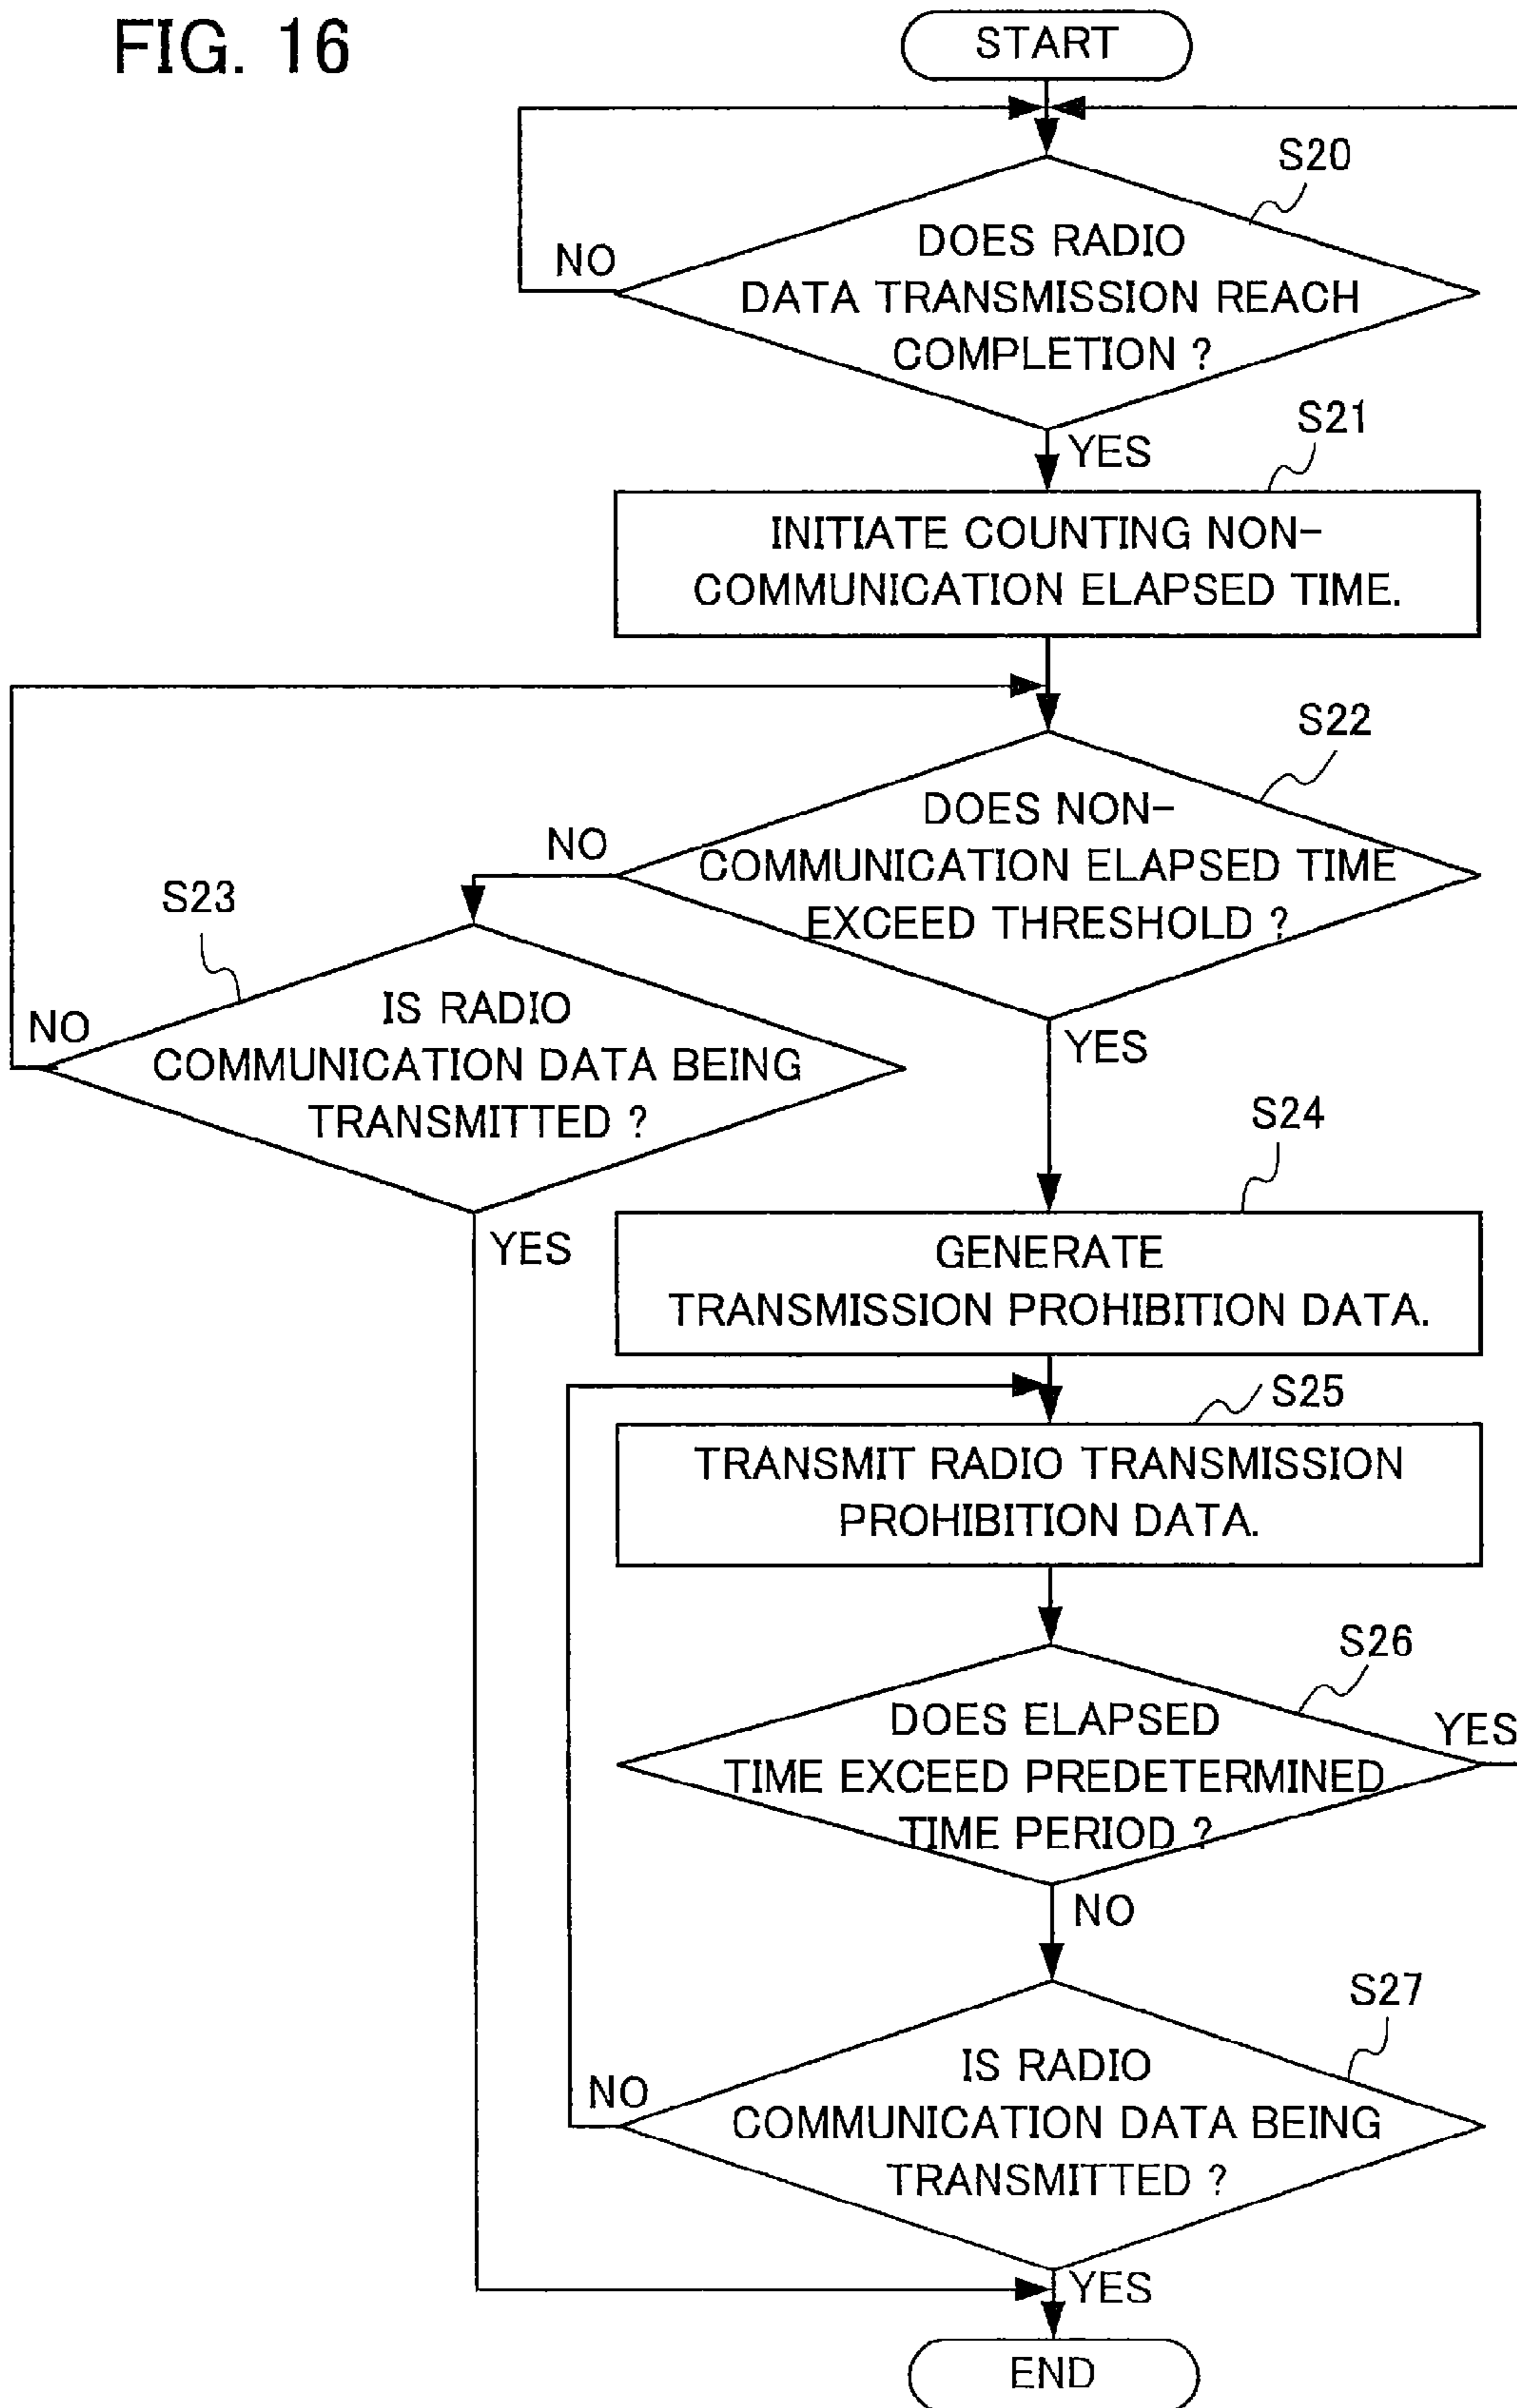 FIG. 16
START
S20
DOES RADIO
DATA TRANSMISSION REACH
COMPLETION ?
NO
YES
S21
INITIATE COUNTING NON-
COMMUNICATION ELAPSED TIME.
S22
DOES NON-
COMMUNICATION ELAPSED TIME
EXCEED THRESHOLD ?
NO
YES
S23
IS RADIO
COMMUNICATION DATA BEING
TRANSMITTED ?
NO
YES
S24
GENERATE
TRANSMISSION PROHIBITION DATA.
S25
TRANSMIT RADIO TRANSMISSION
PROHIBITION DATA.
S26
DOES ELAPSED
TIME EXCEED PREDETERMINED
TIME PERIOD ?
YES
NO
S27
IS RADIO
COMMUNICATION DATA BEING
TRANSMITTED ?
NO
YES
END